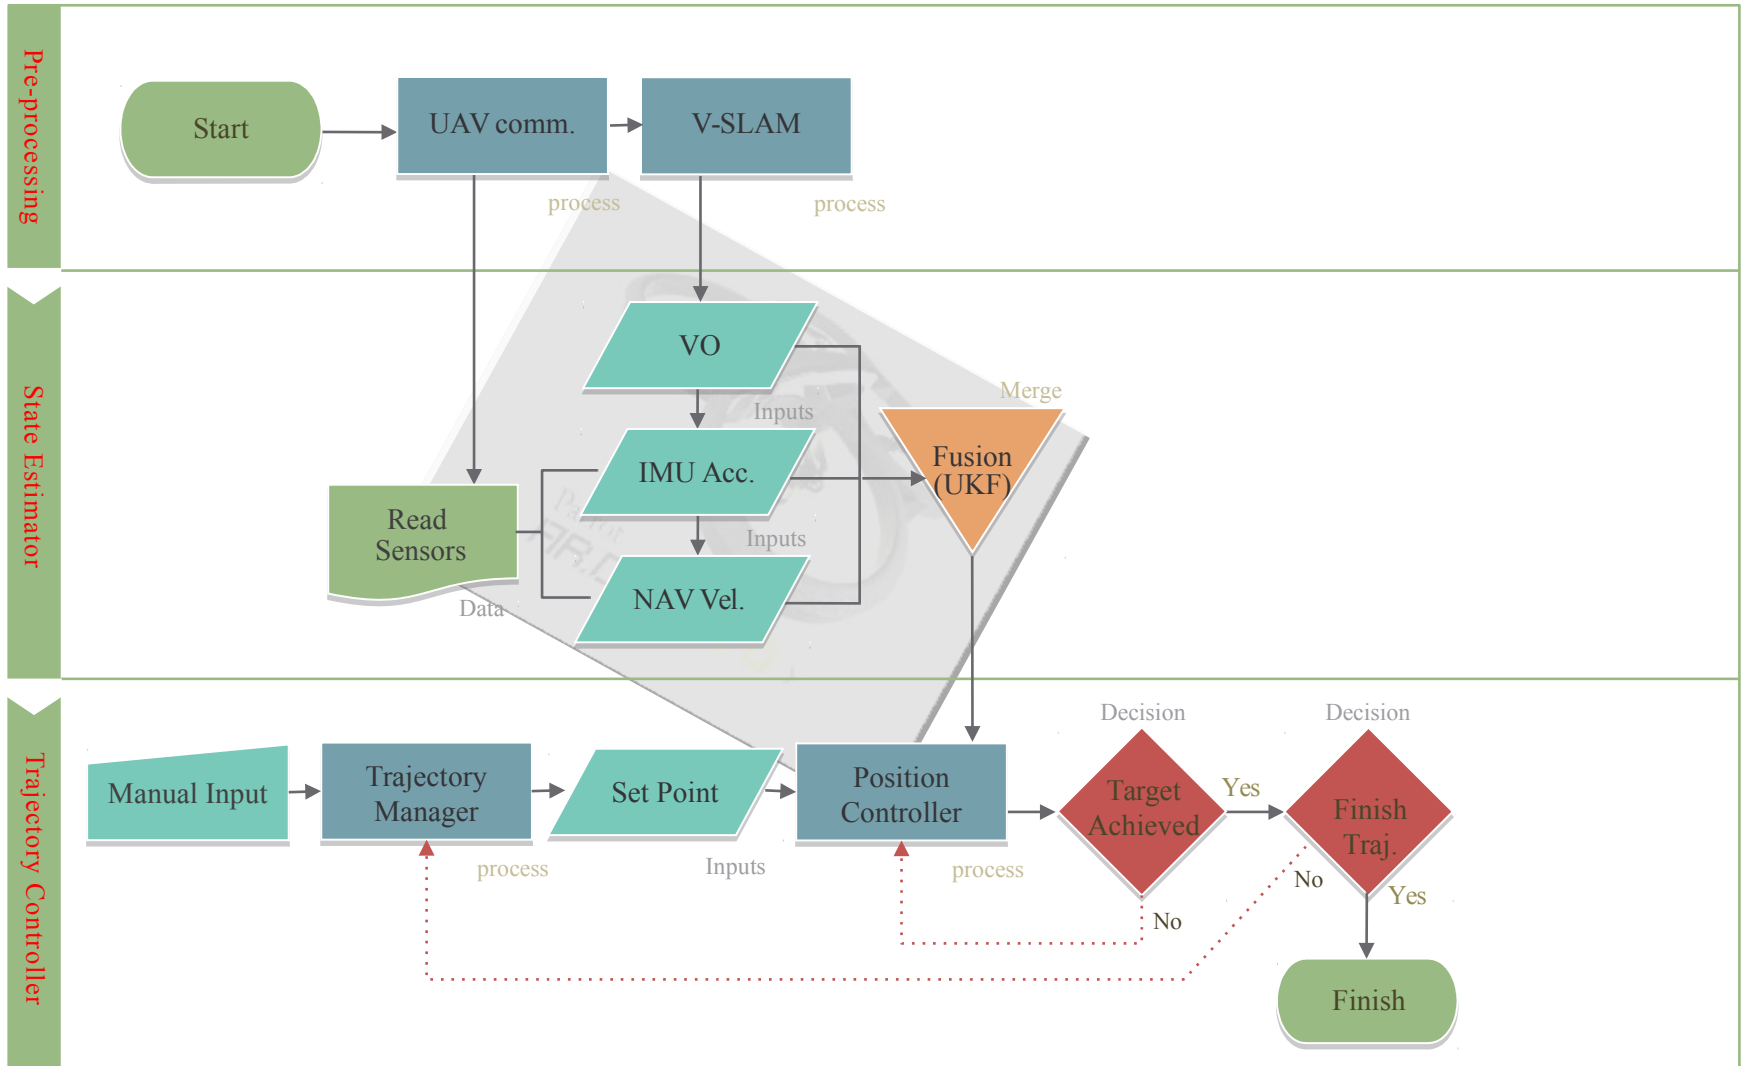 Pre-processing
Start
UAV comm.
V-SLAM
process
process
State Estimator
VO
Inputs
Merge
IMU Acc.
Fusion
(UKF)
Read
Sensors
Parrot
AR.D
Inputs
NAV Vel.
Data
Trajectory Controller
Decision
Decision
Manual Input
Trajectory
Manager
Set Point
Position
Controller
Target
Achieved
Yes
Finish
Traj.
process
Inputs
process
No
No
Yes
Finish